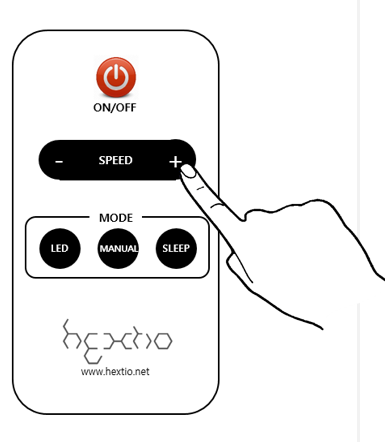 ON/OFF
- SPEED +
MODE
LED MANUAL SLEEP
hextio
www.hextio.net